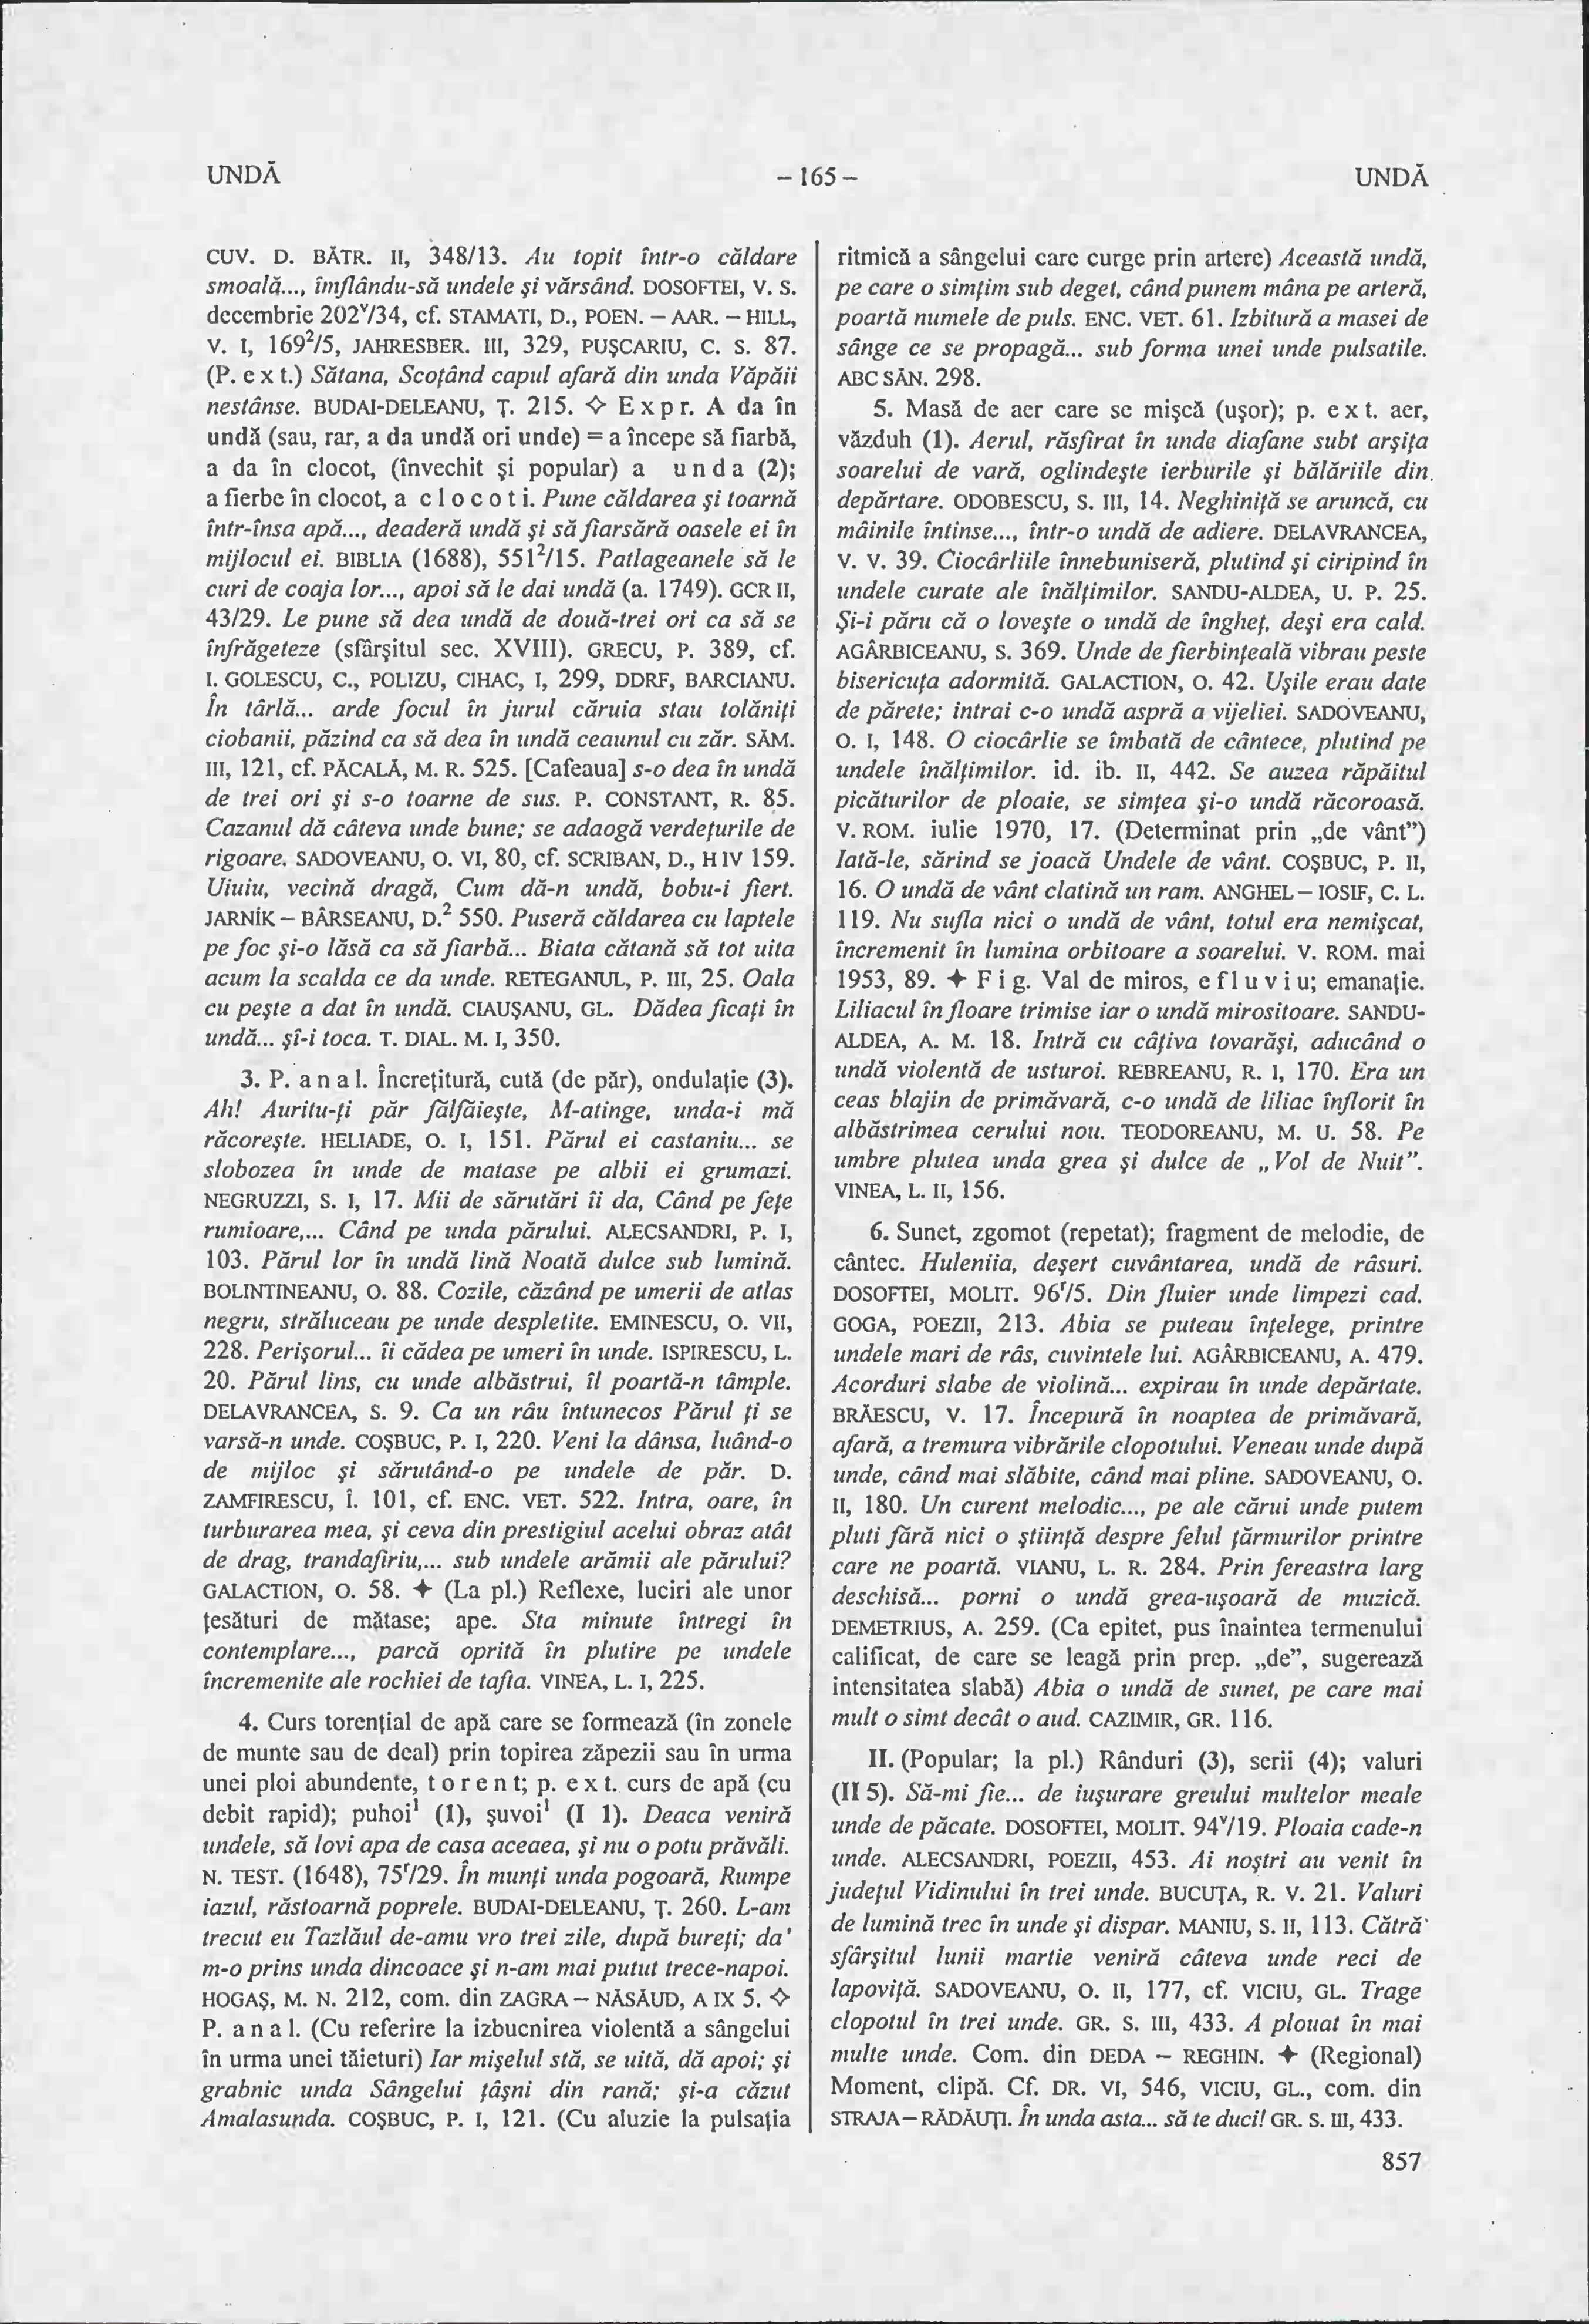 UNDĂ
– 165 –
UNDĂ
CUV. D. BĂTR. II, 348/13. Au topit într-o căldare
smoală..., îmflându-să undele şi vărsând. DOSOFTEI, V. S.
decembrie 202ᵛ/34, cf. STAMATI, D., POEN. – AAR. – HILL,
V. I, 169²/5, JAHRESBER. III, 329, PUŞCARIU, C. S. 87.
(P. e x t.) Sătana, Scoţând capul afară din unda Văpăii
nestânse. BUDAI-DELEANU, Ţ. 215. ◇ E x p r. A da în
undă (sau, rar, a da undă ori unde) = a începe să fiarbă,
a da în clocot, (învechit şi popular) a u n d a (2);
a fierbe în clocot, a c l o c o t i. Pune căldarea şi toarnă
într-însa apă..., deaderă undă şi să fiarsără oasele ei în
mijlocul ei. BIBLIA (1688), 551²/15. Patlageanele să le
curi de coaja lor..., apoi să le dai undă (a. 1749). GCR II,
43/29. Le pune să dea undă de două-trei ori ca să se
înfrăgeteze (sfârşitul sec. XVIII). GRECU, P. 389, cf.
I. GOLESCU, C., POLIZU, CIHAC, I, 299, DDRF, BARCIANU.
În târlă... arde focul în jurul căruia stau tolăniţi
ciobanii, păzind ca să dea în undă ceaunul cu zăr. SĂM.
III, 121, cf. PĂCALĂ, M. R. 525. [Cafeaua] s-o dea în undă
de trei ori şi s-o toarne de sus. P. CONSTANT, R. 85.
Cazanul dă câteva unde bune; se adaogă verdeţurile de
rigoare. SADOVEANU, O. VI, 80, cf. SCRIBAN, D., H IV 159.
Uiuiu, vecină dragă, Cum dă-n undă, bobu-i fiert.
JARNÍK – BÂRSEANU, D.² 550. Puseră căldarea cu laptele
pe foc şi-o lăsă ca să fiarbă... Biata cătană să tot uita
acum la scalda ce da unde. RETEGANUL, P. III, 25. Oala
cu peşte a dat în undă. CIAUŞANU, GL. Dădea ficaţi în
undă... şî-i toca. T. DIAL. M. I, 350.
3. P. a n a l. Încreţitură, cută (de păr), ondulaţie (3).
Ah! Auritu-ţi păr fâlfăieşte, M-atinge, unda-i mă
răcoreşte. HELIADE, O. I, 151. Părul ei castaniu... se
slobozea în unde de matase pe albii ei grumazi.
NEGRUZZI, S. I, 17. Mii de sărutări îi da, Când pe feţe
rumioare,... Când pe unda părului. ALECSANDRI, P. I,
103. Părul lor în undă lină Noată dulce sub lumină.
BOLINTINEANU, O. 88. Cozile, căzând pe umerii de atlas
negru, străluceau pe unde despletite. EMINESCU, O. VII,
228. Perişorul... îi cădea pe umeri în unde. ISPIRESCU, L.
20. Părul lins, cu unde albăstrui, îl poartă-n tâmple.
DELAVRANCEA, S. 9. Ca un râu întunecos Părul ţi se
varsă-n unde. COŞBUC, P. I, 220. Veni la dânsa, luând-o
de mijloc şi sărutând-o pe undele de păr. D.
ZAMFIRESCU, Î. 101, cf. ENC. VET. 522. Intra, oare, în
turburarea mea, şi ceva din prestigiul acelui obraz atât
de drag, trandafiriu,... sub undele arămii ale părului?
GALACTION, O. 58. ✦ (La pl.) Reflexe, luciri ale unor
ţesături de mătase; ape. Sta minute întregi în
contemplare..., parcă oprită în plutire pe undele
încremenite ale rochiei de tafta. VINEA, L. I, 225.
4. Curs torenţial de apă care se formează (în zonele
de munte sau de deal) prin topirea zăpezii sau în urma
unei ploi abundente, t o r e n t; p. e x t. curs de apă (cu
debit rapid); puhoi¹ (1), şuvoi¹ (I 1). Deaca veniră
undele, să lovi apa de casa aceaea, şi nu o potu prăvăli.
N. TEST. (1648), 75ʳ/29. În munţi unda pogoară, Rumpe
iazul, răstoarnă poprele. BUDAI-DELEANU, Ţ. 260. L-am
trecut eu Tazlăul de-amu vro trei zile, după bureţi; da'
m-o prins unda dincoace şi n-am mai putut trece-napoi.
HOGAŞ, M. N. 212, com. din ZAGRA – NĂSĂUD, A IX 5. ◇
P. a n a l. (Cu referire la izbucnirea violentă a sângelui
în urma unei tăieturi) Iar mişelul stă, se uită, dă apoi; şi
grabnic unda Sângelui ţâşni din rană; şi-a căzut
Amalasunda. COŞBUC, P. I, 121. (Cu aluzie la pulsaţia
ritmică a sângelui care curge prin artere) Această undă,
pe care o simţim sub deget, când punem mâna pe arteră,
poartă numele de puls. ENC. VET. 61. Izbitură a masei de
sânge ce se propagă... sub forma unei unde pulsatile.
ABC SĂN. 298.
5. Masă de aer care se mişcă (uşor); p. e x t. aer,
văzduh (1). Aerul, răsfirat în unde diafane subt arşiţa
soarelui de vară, oglindeşte ierburile şi bălăriile din
depărtare. ODOBESCU, S. III, 14. Neghiniţă se aruncă, cu
mâinile întinse..., într-o undă de adiere. DELAVRANCEA,
V. V. 39. Ciocârliile înnebuniseră, plutind şi ciripind în
undele curate ale înălţimilor. SANDU-ALDEA, U. P. 25.
Şi-i păru că o loveşte o undă de îngheţ, deşi era cald.
AGÂRBICEANU, S. 369. Unde de fierbinţeală vibrau peste
bisericuţa adormită. GALACTION, O. 42. Uşile erau date
de părete; intrai c-o undă aspră a vijeliei. SADOVEANU,
O. I, 148. O ciocârlie se îmbată de cântece, plutind pe
undele înălţimilor. id. ib. II, 442. Se auzea răpăitul
picăturilor de ploaie, se simţea şi-o undă răcoroasă.
V. ROM. iulie 1970, 17. (Determinat prin „de vânt”)
Iată-le, sărind se joacă Undele de vânt. COŞBUC, P. II,
16. O undă de vânt clatină un ram. ANGHEL – IOSIF, C. L.
119. Nu sufla nici o undă de vânt, totul era nemişcat,
încremenit în lumina orbitoare a soarelui. V. ROM. mai
1953, 89. ✦ F i g. Val de miros, e f l u v i u; emanaţie.
Liliacul în floare trimise iar o undă mirositoare. SANDU-
ALDEA, A. M. 18. Intră cu câţiva tovarăşi, aducând o
undă violentă de usturoi. REBREANU, R. I, 170. Era un
ceas blajin de primăvară, c-o undă de liliac înflorit în
albăstrimea cerului nou. TEODOREANU, M. U. 58. Pe
umbre plutea unda grea şi dulce de „Vol de Nuit”.
VINEA, L. II, 156.
6. Sunet, zgomot (repetat); fragment de melodie, de
cântec. Huleniia, deşert cuvântarea, undă de râsuri.
DOSOFTEI, MOLIT. 96ʳ/5. Din fluier unde limpezi cad.
GOGA, POEZII, 213. Abia se puteau înţelege, printre
undele mari de râs, cuvintele lui. AGÂRBICEANU, A. 479.
Acorduri slabe de violină... expirau în unde depărtate.
BRĂESCU, V. 17. Începură în noaptea de primăvară,
afară, a tremura vibrările clopotului. Veneau unde după
unde, când mai slăbite, când mai pline. SADOVEANU, O.
II, 180. Un curent melodic..., pe ale cărui unde putem
pluti fără nici o ştiinţă despre felul ţărmurilor printre
care ne poartă. VIANU, L. R. 284. Prin fereastra larg
deschisă... porni o undă grea-uşoară de muzică.
DEMETRIUS, A. 259. (Ca epitet, pus înaintea termenului
calificat, de care se leagă prin prep. „de”, sugerează
intensitatea slabă) Abia o undă de sunet, pe care mai
mult o simt decât o aud. CAZIMIR, GR. 116.
II. (Popular; la pl.) Rânduri (3), serii (4); valuri
(II 5). Să-mi fie... de iuşurare greului multelor meale
unde de păcate. DOSOFTEI, MOLIT. 94ᵛ/19. Ploaia cade-n
unde. ALECSANDRI, POEZII, 453. Ai noştri au venit în
judeţul Vidinului în trei unde. BUCUŢA, R. V. 21. Valuri
de lumină trec în unde şi dispar. MANIU, S. II, 113. Cătră
sfârşitul lunii martie veniră câteva unde reci de
lapoviţă. SADOVEANU, O. II, 177, cf. VICIU, GL. Trage
clopotul în trei unde. GR. S. III, 433. A plouat în mai
multe unde. Com. din DEDA – REGHIN. ✦ (Regional)
Moment, clipă. Cf. DR. VI, 546, VICIU, GL., com. din
STRAJA – RĂDĂUŢI. În unda asta... să te duci! GR. S. III, 433.
857